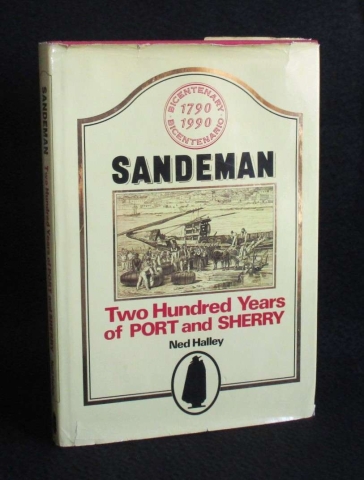 BICENTENARY
1790
1990
BICENTENARIO
SANDEMAN
Two Hundred Years
of PORT and SHERRY
Ned Halley
SANDEMAN